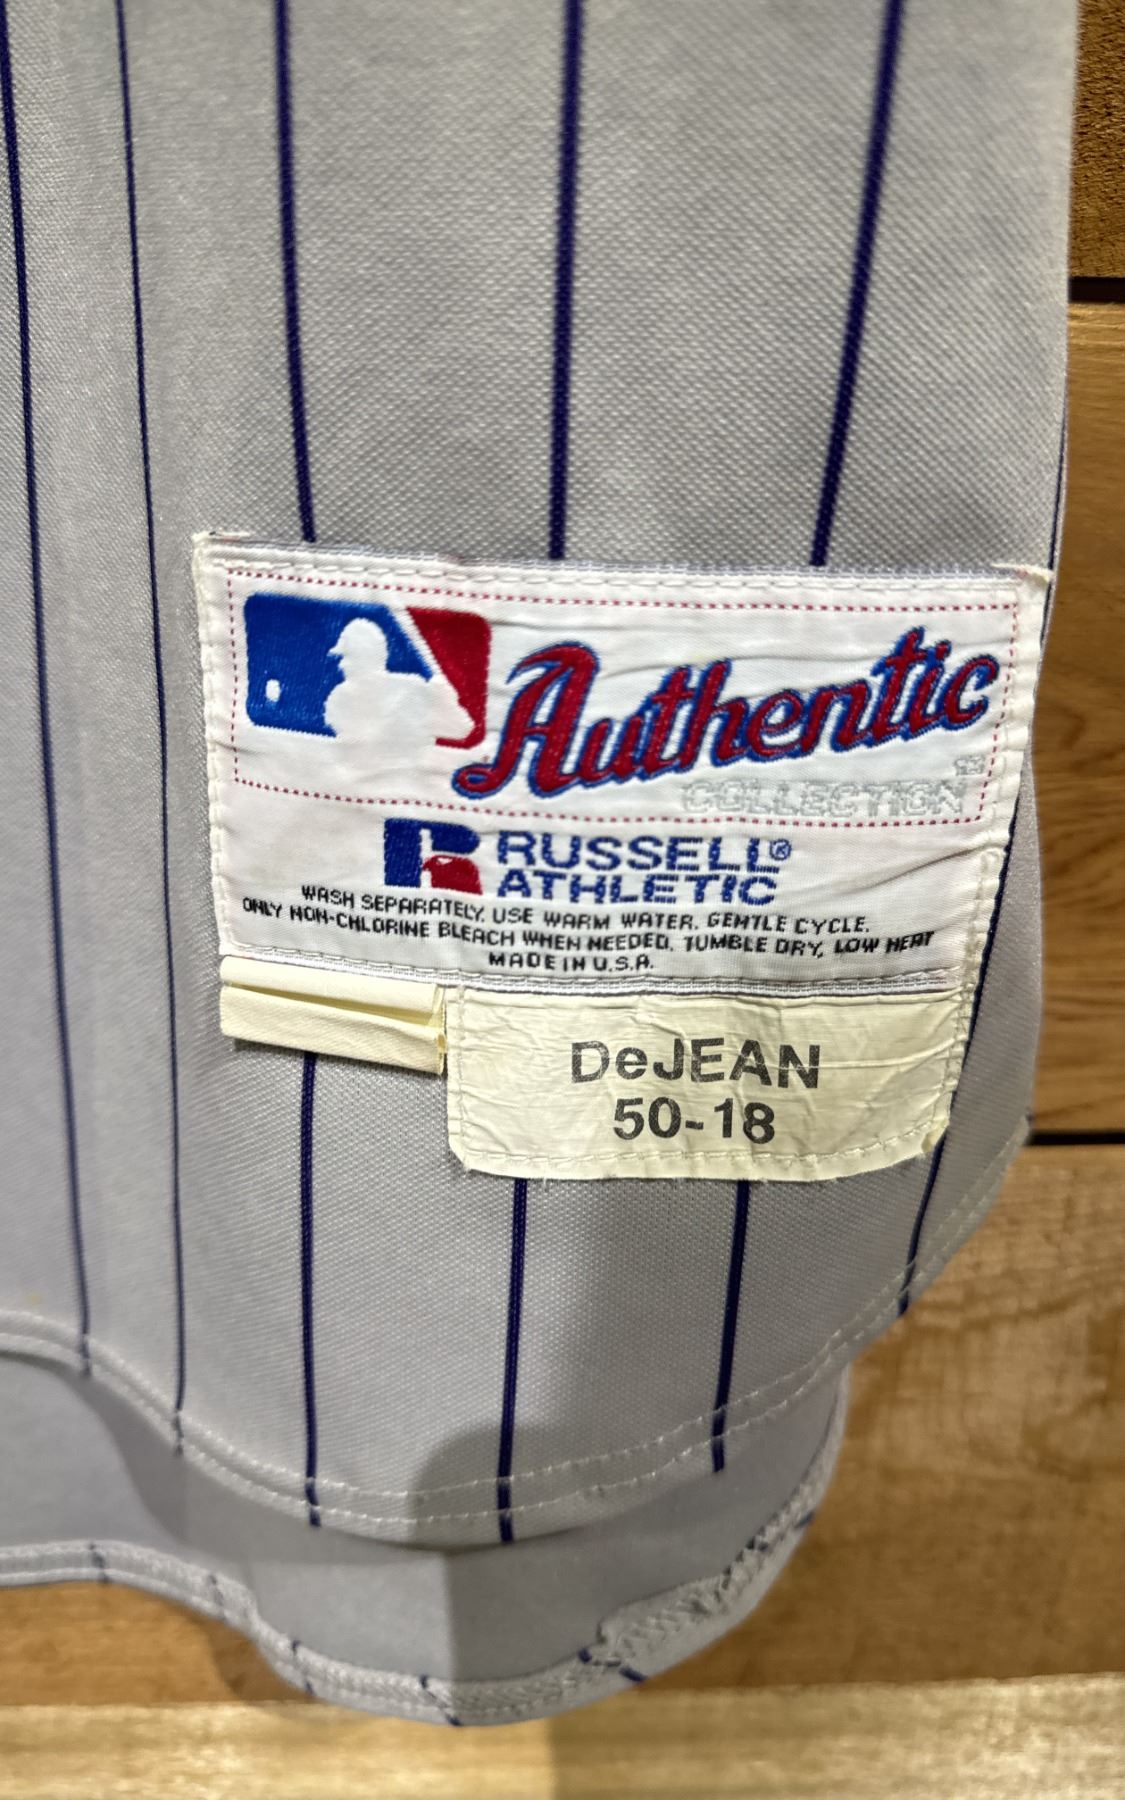 Authentic
COLLECTION™
RUSSELL®
ATHLETIC
WASH SEPARATELY. USE WARM WATER. GENTLE CYCLE.
ONLY NON-CHLORINE BLEACH WHEN NEEDED. TUMBLE DRY, LOW HEAT
MADE IN U.S.A.
DeJEAN
50-18